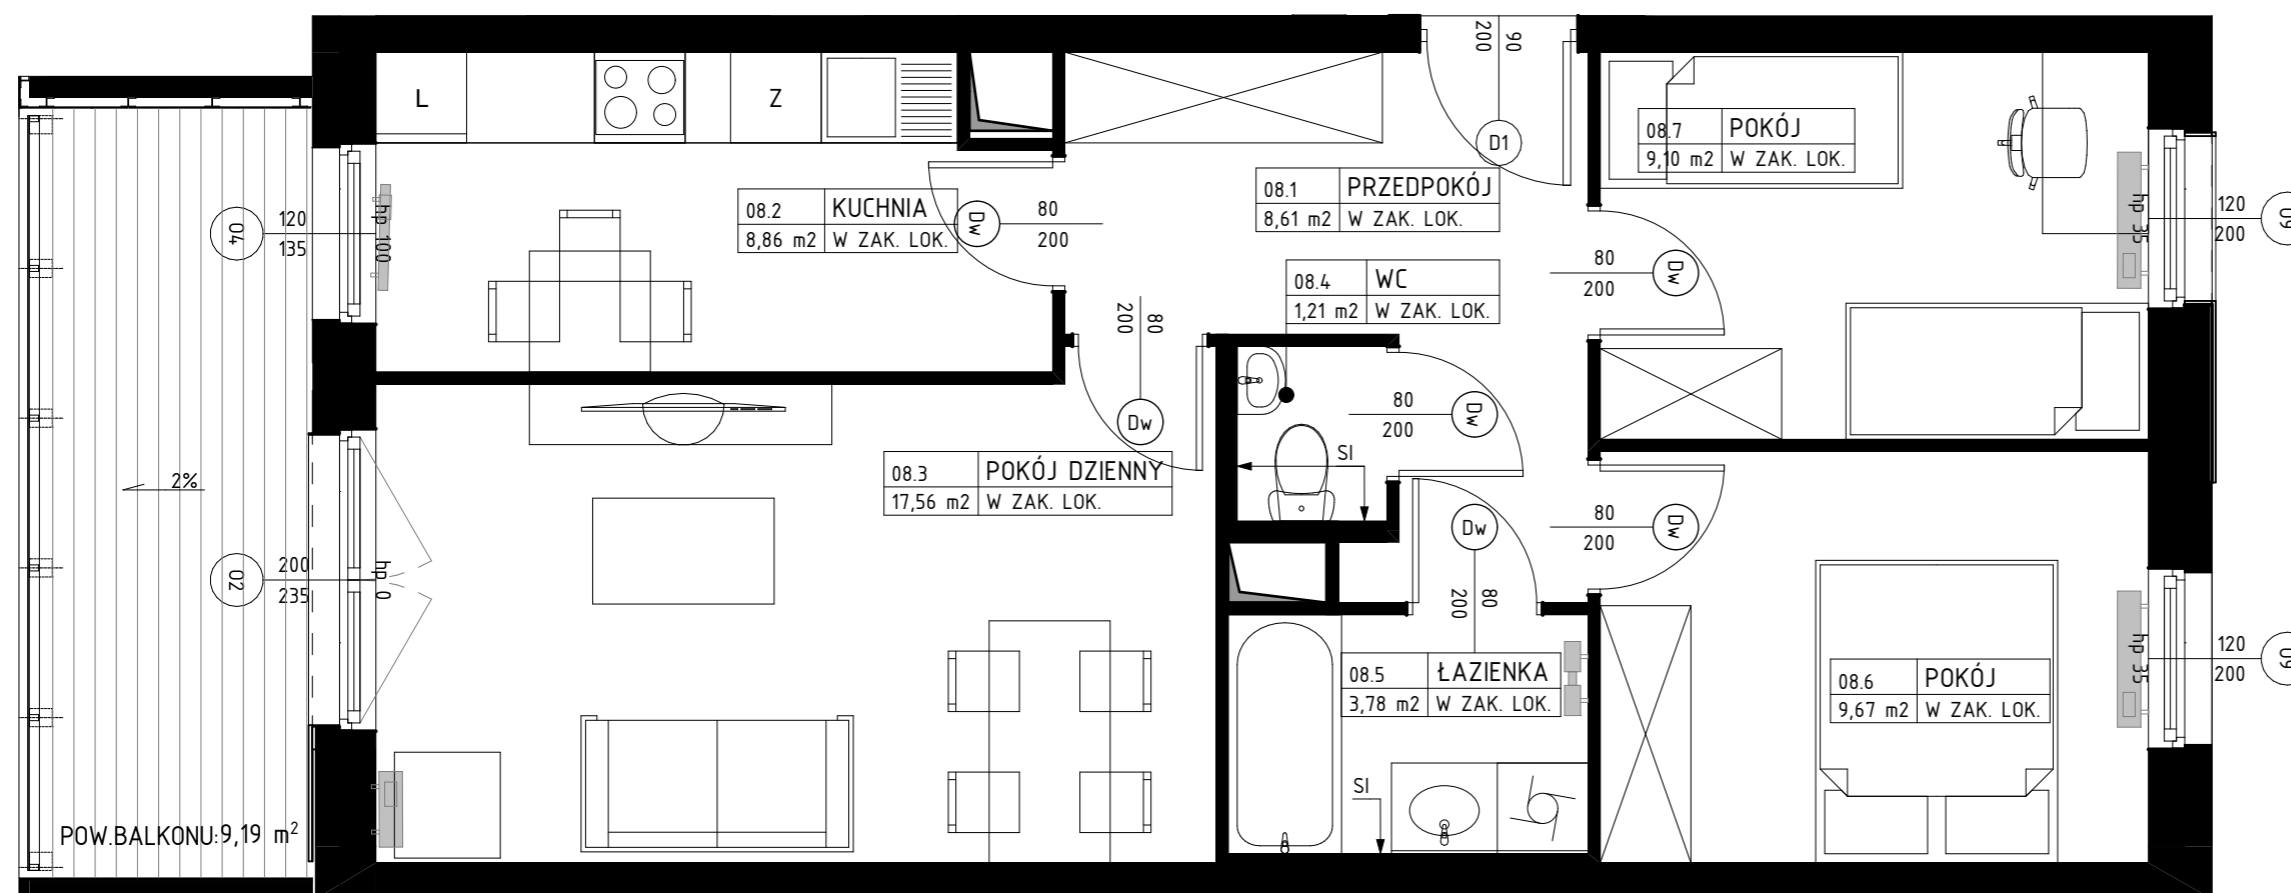 L
Z
90
200
D1
08.7 POKÓJ
9,10 m2 W ZAK. LOK.
08.1 PRZEDPOKÓJ
8,61 m2 W ZAK. LOK.
08.2 KUCHNIA
8,86 m2 W ZAK. LOK.
Dw
80
200
04
120
135
hp 100
hp 35
120
200
09
08.4 WC
1,21 m2 W ZAK. LOK.
80
200
Dw
80
200
Dw
80
200
Dw
SI
08.3 POKÓJ DZIENNY
17,56 m2 W ZAK. LOK.
2%
02
200
235
hp 0
Dw
80
200
80
200
Dw
08.5 ŁAZIENKA
3,78 m2 W ZAK. LOK.
SI
08.6 POKÓJ
9,67 m2 W ZAK. LOK.
hp 35
120
200
09
POW.BALKONU:9,19 m²